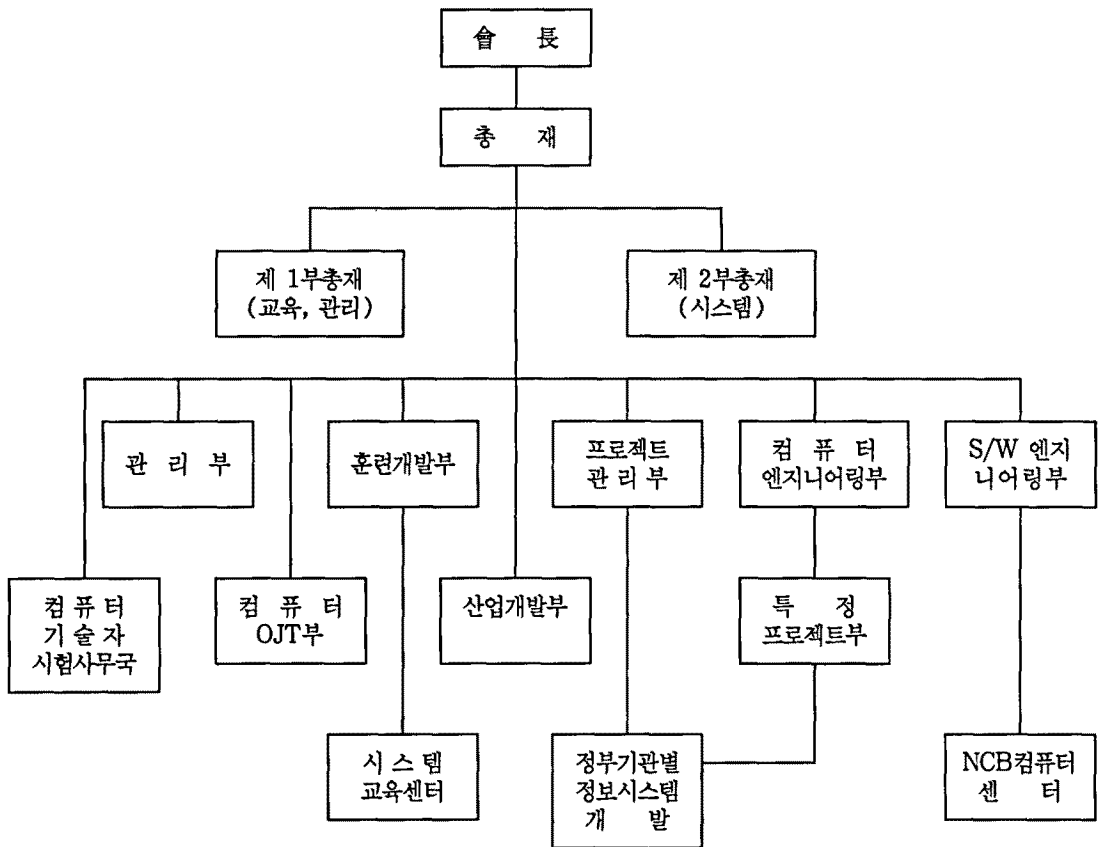 會 長
총 재
제 1부총재
(교육, 관리)
제 2부총재
(시스템)
관 리 부
훈련개발부
프로젝트
관 리 부
컴 퓨 터
엔지니어링부
S/W 엔지
니어링부
컴 퓨 터
기 술 자
시험사무국
컴 퓨 터
OJT부
산업개발부
특 정
프로젝트부
시 스 템
교육센터
정부기관별
정보시스템
개 발
NCB컴퓨터
센 터